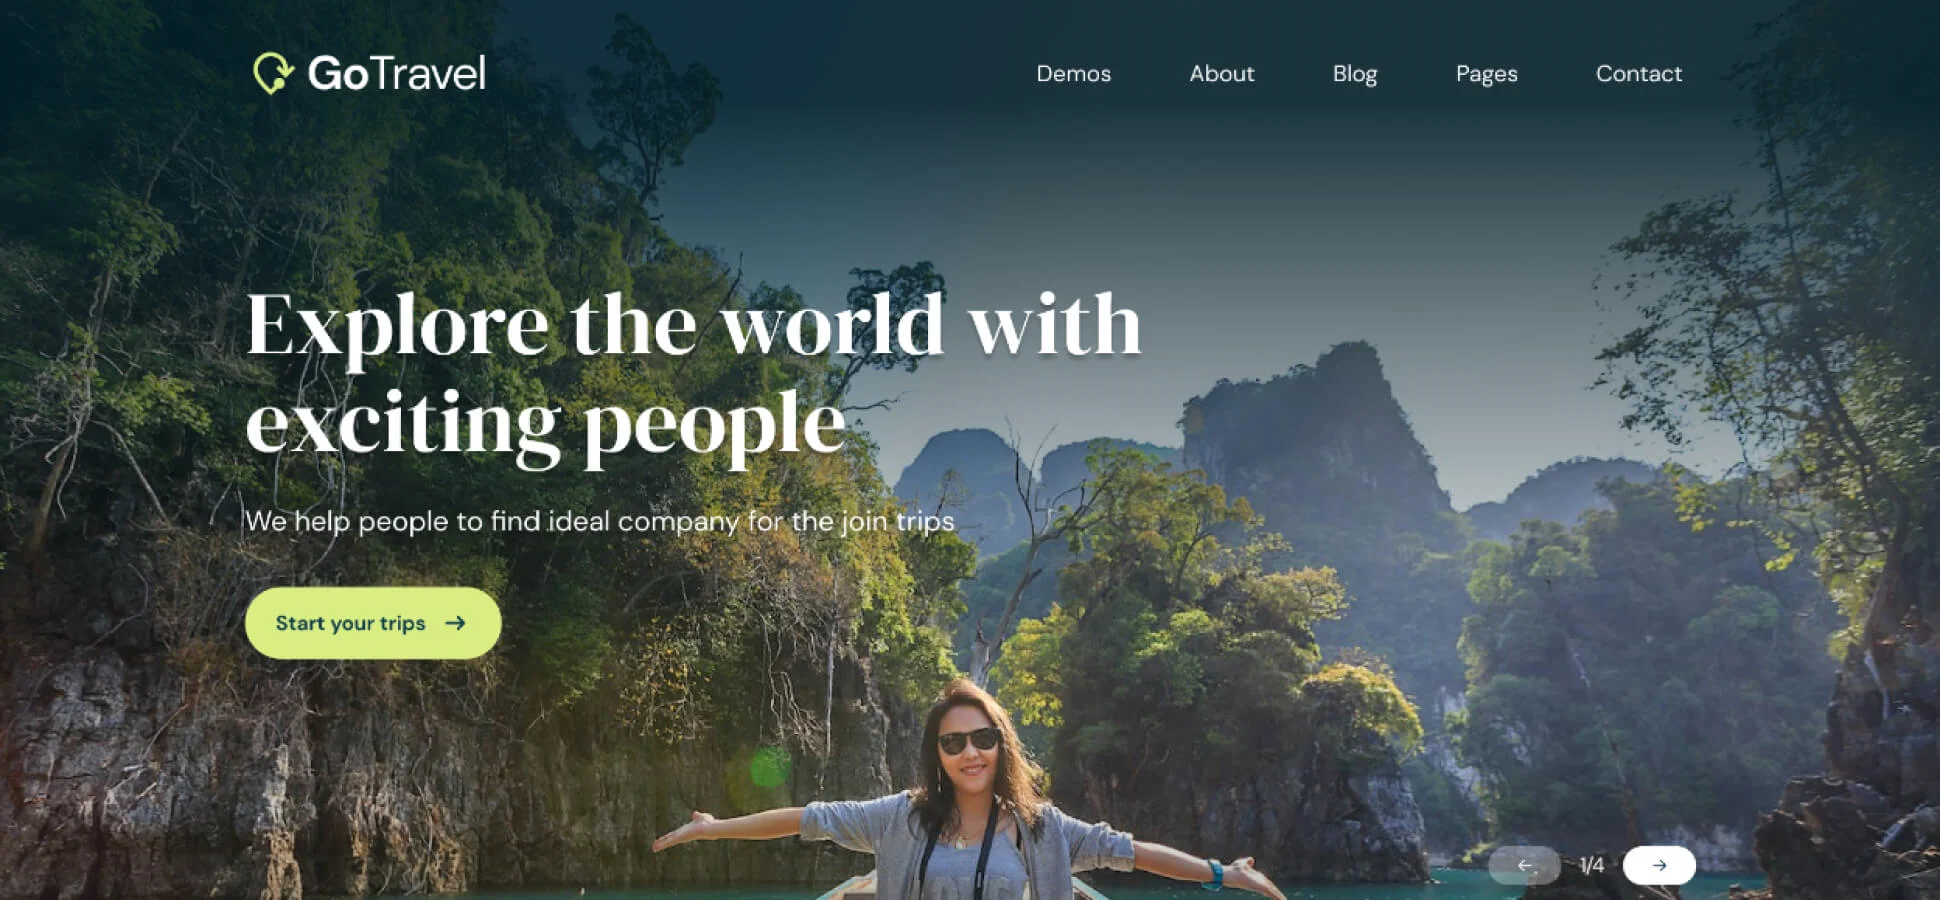 GoTravel
Demos About Blog Pages Contact
Explore the world with
exciting people
We help people to find ideal company for the join trips
Start your trips →
← 1/4 →